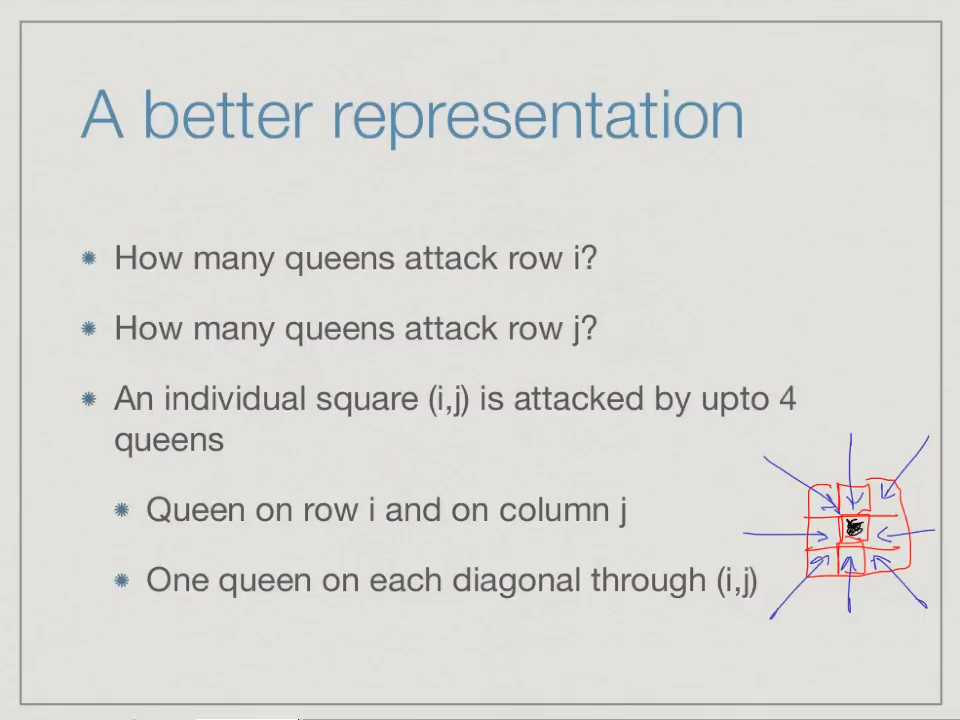 A better representation
How many queens attack row i?
How many queens attack row j?
An individual square (i,j) is attacked by upto 4
queens
Queen on row i and on column j
One queen on each diagonal through (i,j)